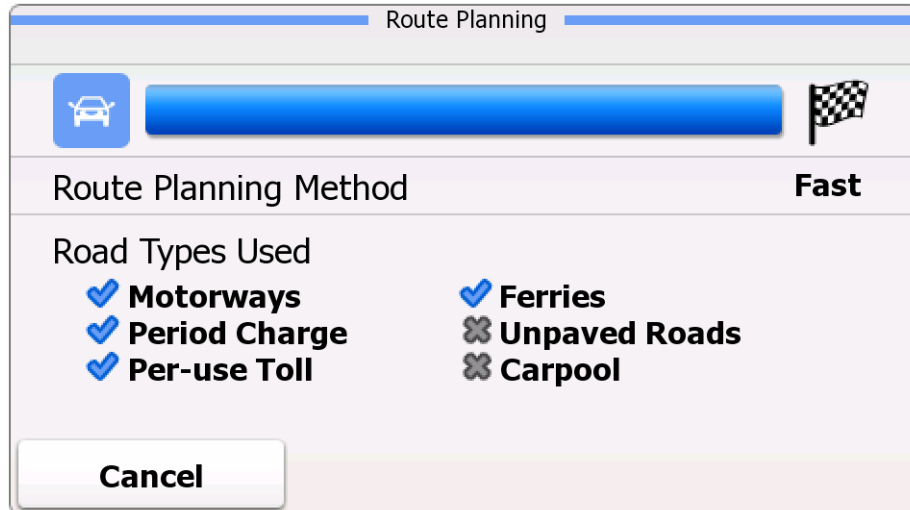 Route Planning
Route Planning Method Fast
Road Types Used
Motorways Ferries
Period Charge Unpaved Roads
Per-use Toll Carpool
Cancel